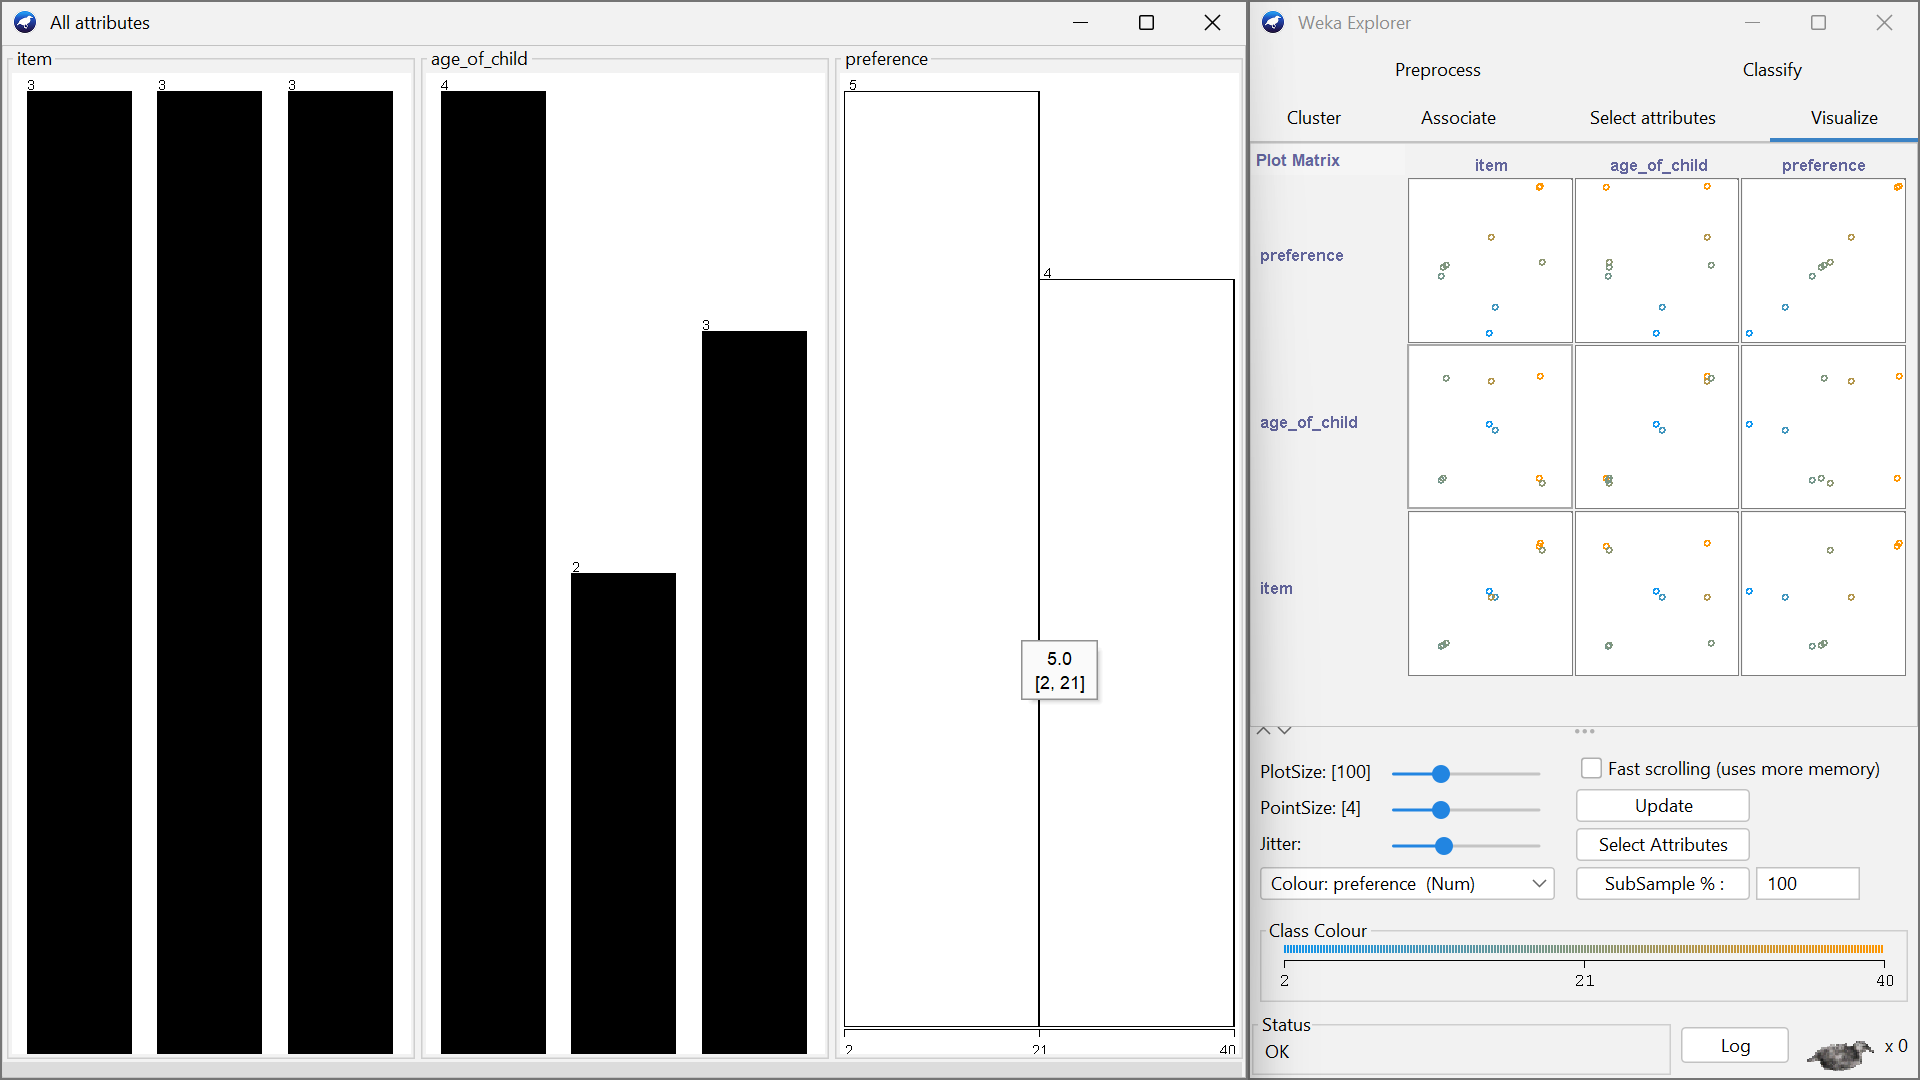 All attributes
item
3
3
3
age_of_child
4
2
3
preference
5
4
5.0
[2, 21]
2
21
40
Weka Explorer
Preprocess
Classify
Cluster
Associate
Select attributes
Visualize
Plot Matrix
item
age_of_child
preference
preference
age_of_child
item
PlotSize: [100]
Fast scrolling (uses more memory)
PointSize: [4]
Update
Jitter:
Select Attributes
Colour: preference (Num)
SubSample % :
100
Class Colour
2
21
40
Status
OK
Log
x 0